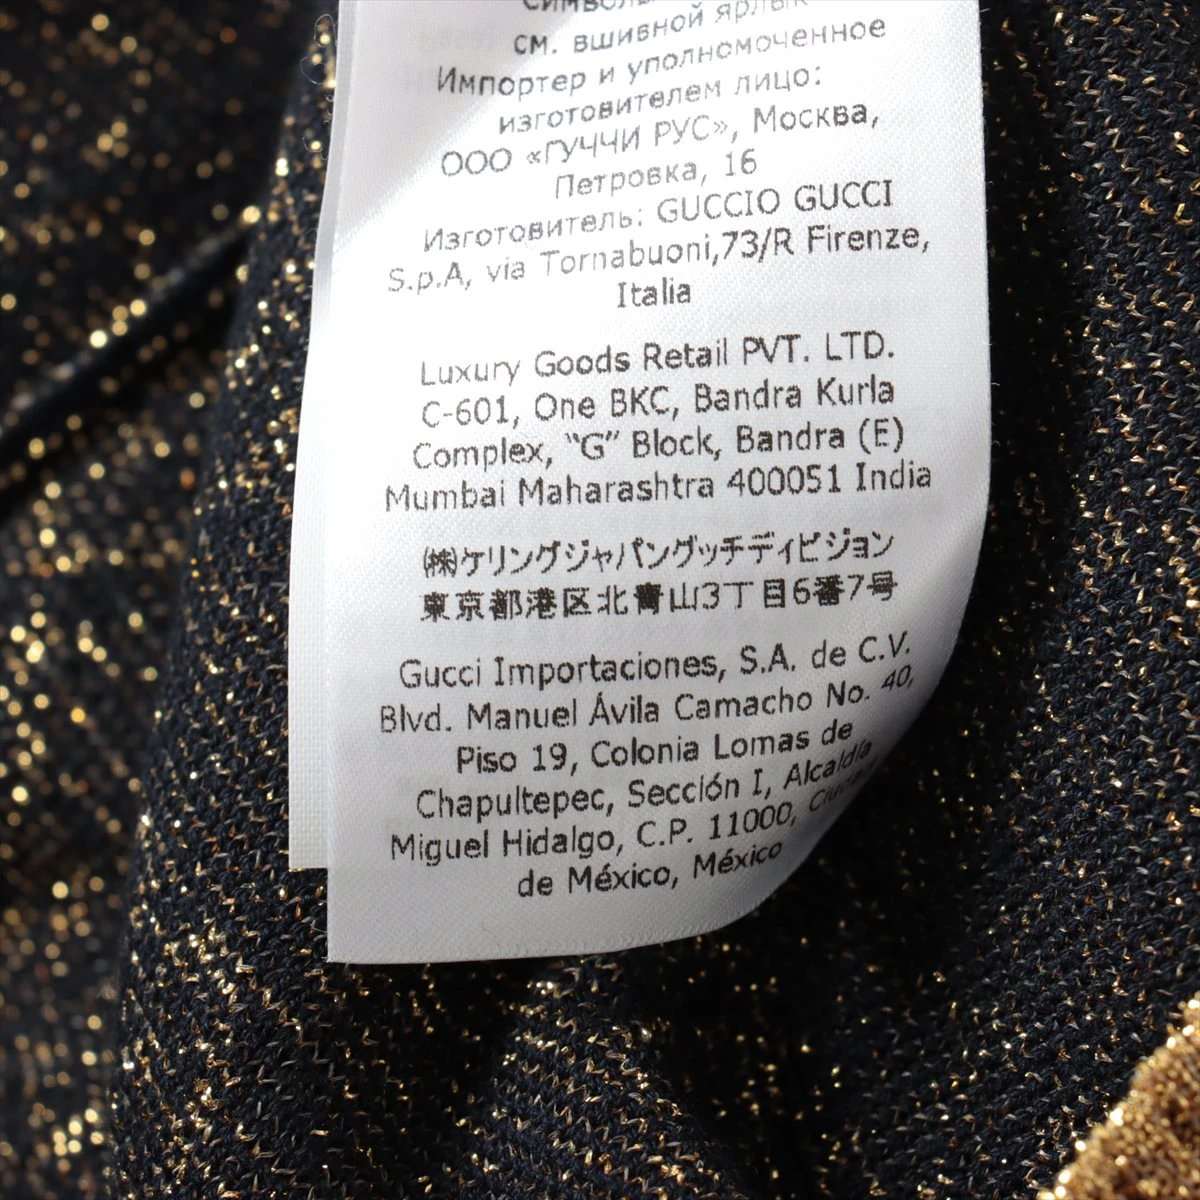 см. вшивной ярлык
Импортер и уполномоченное
изготовителем лицо:
ООО «ГУЧЧИ РУС», Москва,
Петровка, 16
Изготовитель: GUCCIO GUCCI
S.p.A, via Tornabuoni,73/R Firenze,
Italia
Luxury Goods Retail PVT. LTD.
C-601, One BKC, Bandra Kurla
Complex, “G” Block, Bandra (E)
Mumbai Maharashtra 400051 India
㈱ケリングジャパングッチディビジョン
東京都港区北青山3丁目6番7号
Gucci Importaciones, S.A. de C.V.
Blvd. Manuel Ávila Camacho No. 40,
Piso 19, Colonia Lomas de
Chapultepec, Sección I, Alcaldía
Miguel Hidalgo, C.P. 11000,
de México, México